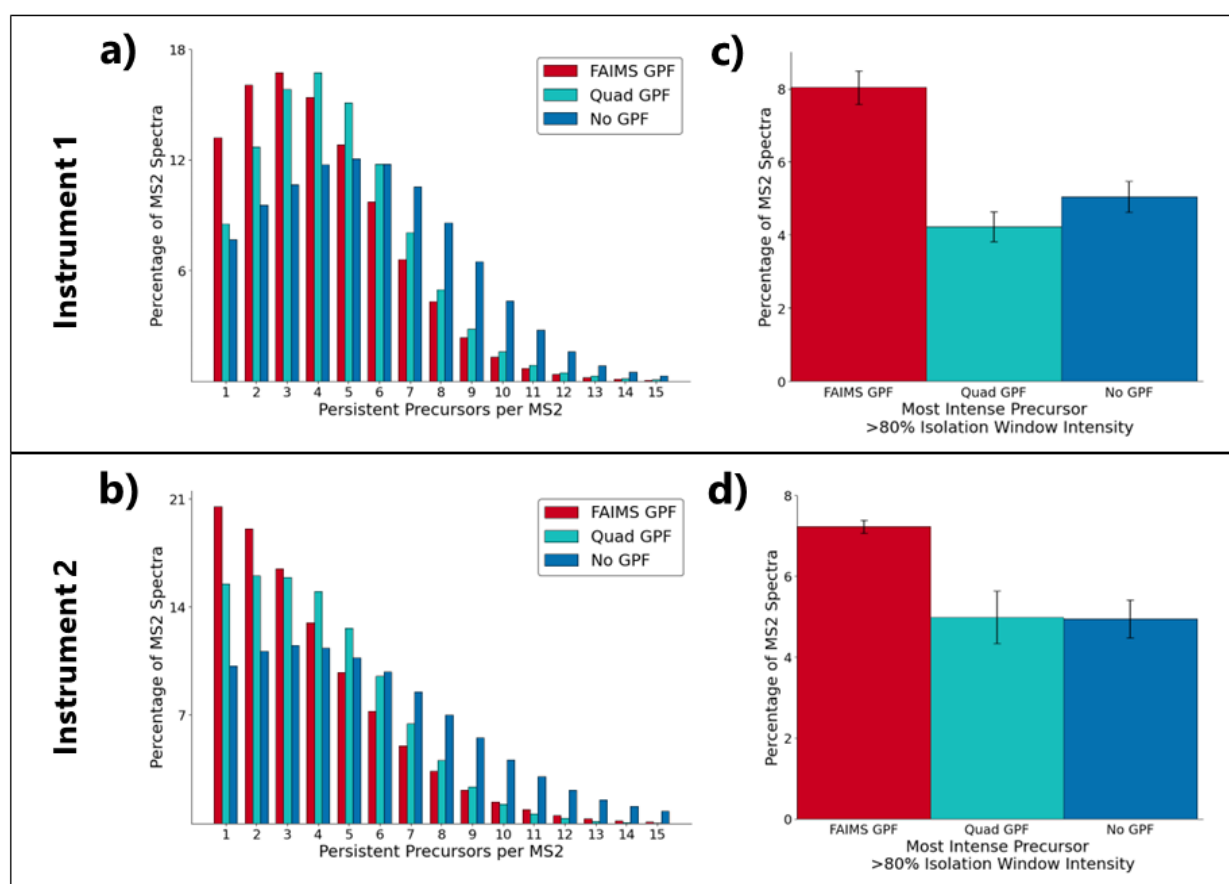 Instrument 1
a)
Percentage of MS2 Spectra
18
12
6
FAIMS GPF
Quad GPF
No GPF
1 2 3 4 5 6 7 8 9 10 11 12 13 14 15
Persistent Precursors per MS2
c)
Percentage of MS2 Spectra
8
6
4
2
0
FAIMS GPF Quad GPF No GPF
Most Intense Precursor
>80% Isolation Window Intensity
Instrument 2
b)
Percentage of MS2 Spectra
21
14
7
FAIMS GPF
Quad GPF
No GPF
1 2 3 4 5 6 7 8 9 10 11 12 13 14 15
Persistent Precursors per MS2
d)
Percentage of MS2 Spectra
8
6
4
2
0
FAIMS GPF Quad GPF No GPF
Most Intense Precursor
>80% Isolation Window Intensity